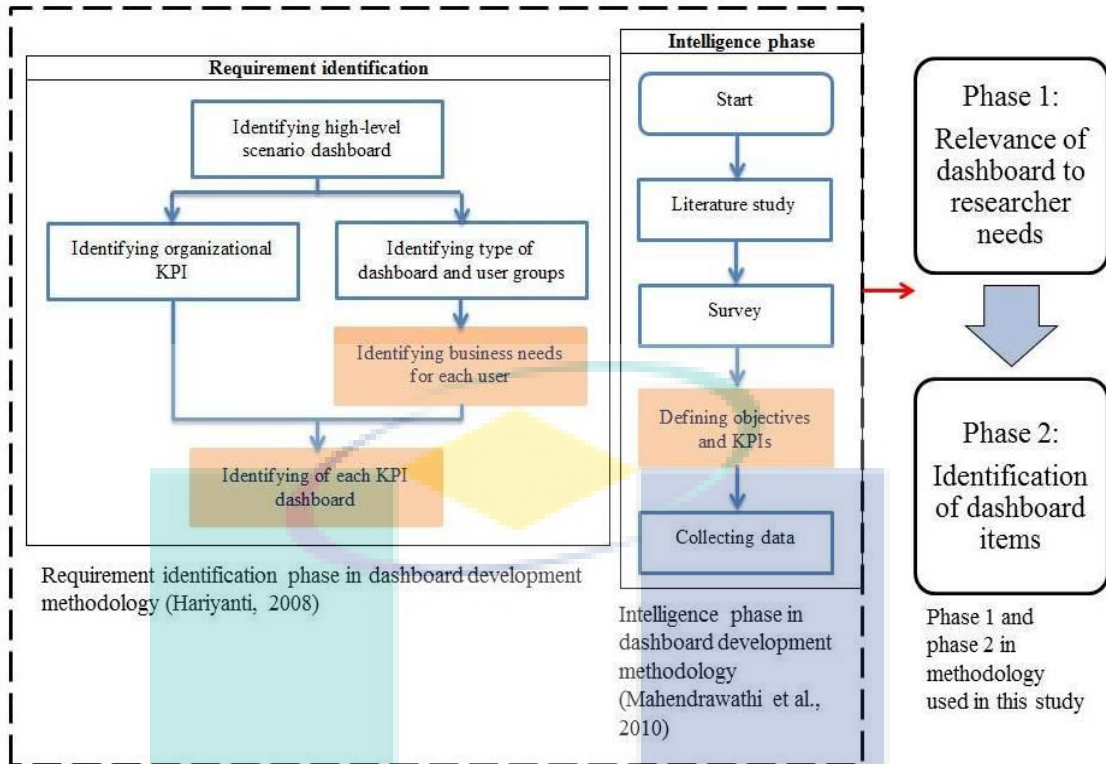 Requirement identification
Identifying high-level
scenario dashboard
Identifying organizational
KPI
Identifying type of
dashboard and user groups
Identifying business needs
for each user
Identifying of each KPI
dashboard
Requirement identification phase in dashboard development
methodology (Hariyanti, 2008)
Intelligence phase
Start
Literature study
Survey
Defining objectives
and KPIs
Collecting data
Intelligence phase in
dashboard development
methodology
(Mahendrawathi et al.,
2010)
Phase 1:
Relevance of
dashboard to
researcher
needs
Phase 2:
Identification
of dashboard
items
Phase 1 and
phase 2 in
methodology
used in this study